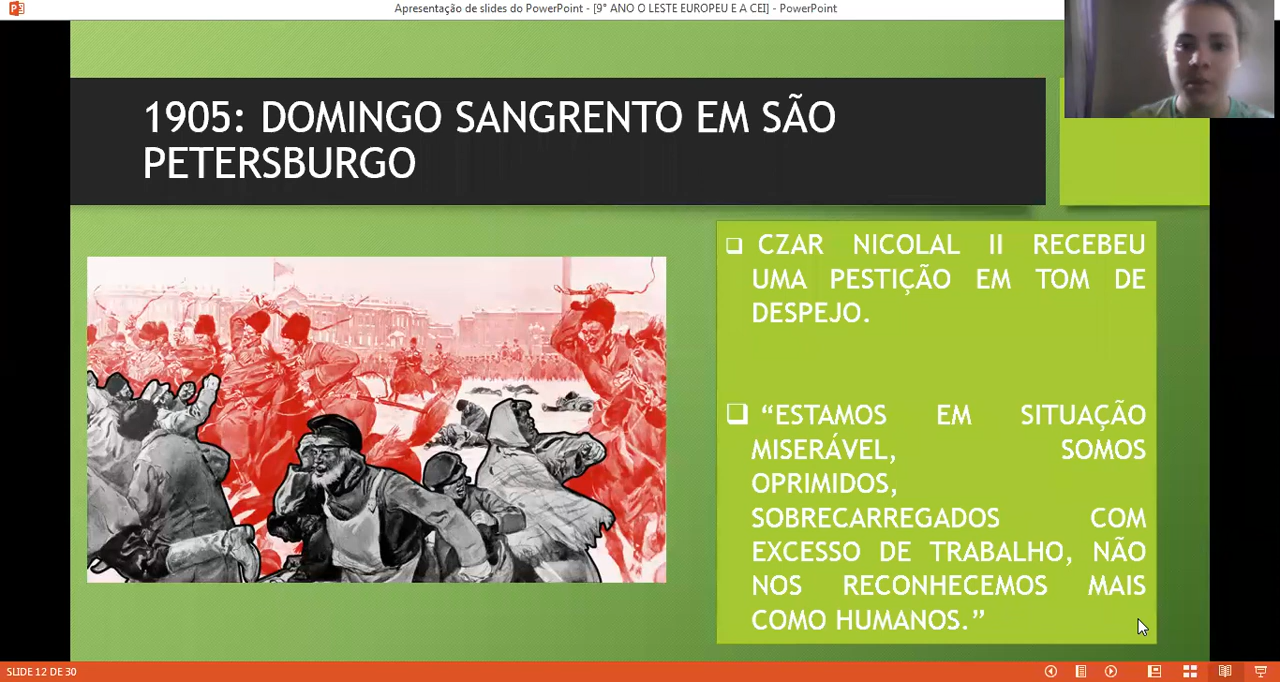 Apresentação de slides do PowerPoint - [9° ANO O LESTE EUROPEU E A CEI] - PowerPoint
1905: DOMINGO SANGRENTO EM SÃO
PETERSBURGO
CZAR NICOLAL II RECEBEU
UMA PESTIÇÃO EM TOM DE
DESPEJO.
“ESTAMOS EM SITUAÇÃO
MISERÁVEL, SOMOS
OPRIMIDOS,
SOBRECARREGADOS COM
EXCESSO DE TRABALHO, NÃO
NOS RECONHECEMOS MAIS
COMO HUMANOS.”
SLIDE 12 DE 30